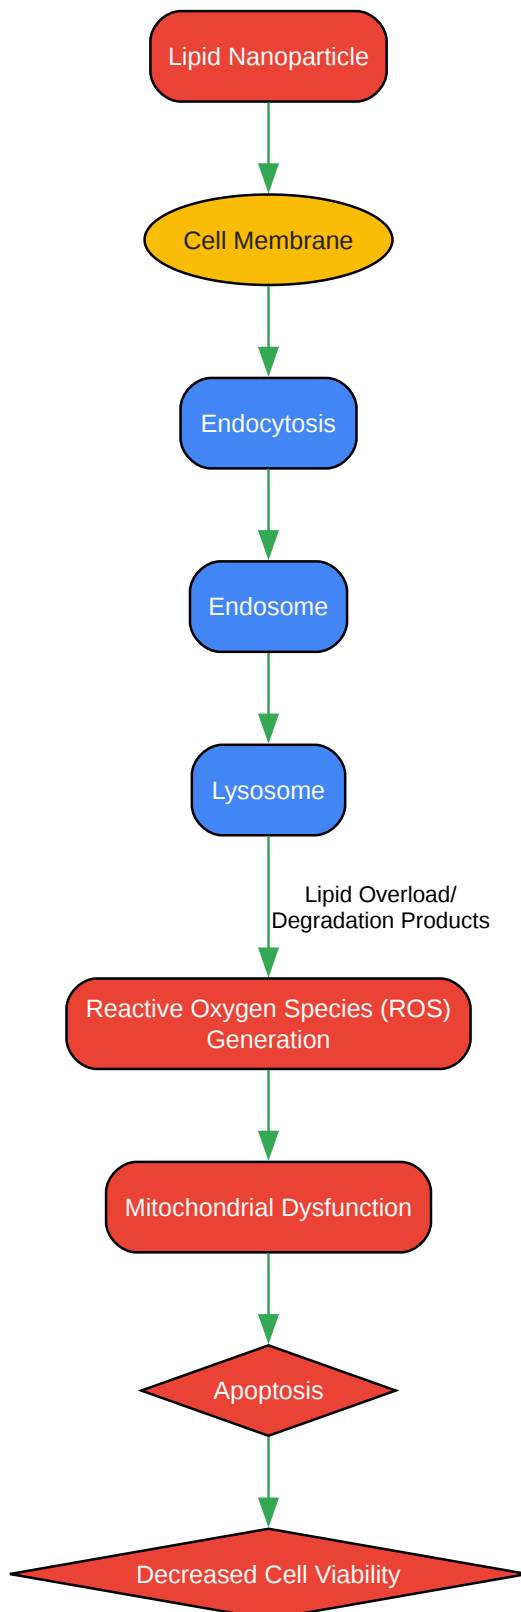 Lipid Nanoparticle
Cell Membrane
Endocytosis
Endosome
Lysosome
Lipid Overload/
Degradation Products
Reactive Oxygen Species (ROS)
Generation
Mitochondrial Dysfunction
Apoptosis
Decreased Cell Viability